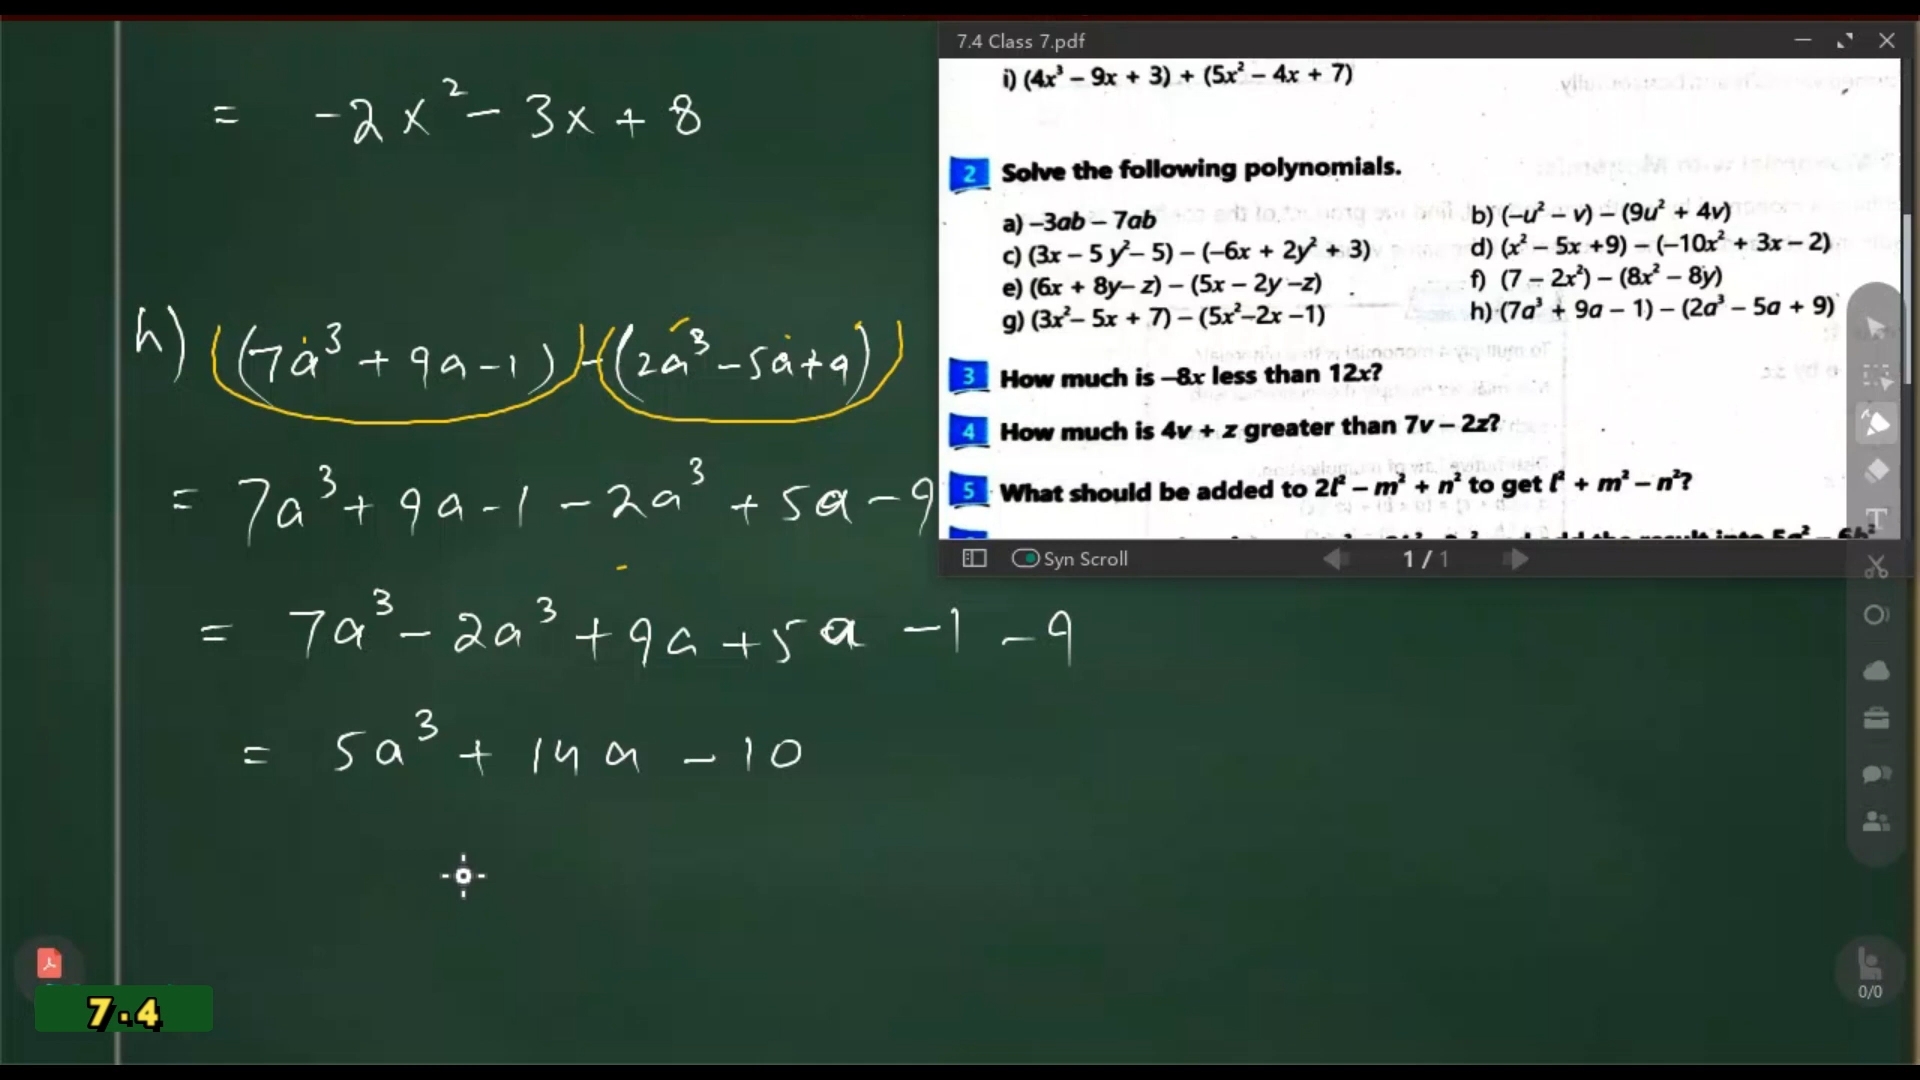 = -2x² - 3x + 8
h) (7a³ + 9a - 1) - (2a³ - 5a + 9)
= 7a³ + 9a - 1 - 2a³ + 5a - 9
= 7a³ - 2a³ + 9a + 5a - 1 - 9
= 5a³ + 14a - 10
7.4
7.4 Class 7.pdf
i) (4x³ – 9x + 3) + (5x² – 4x + 7)
2 Solve the following polynomials.
a) –3ab – 7ab
b) (–u² – v) – (9u² + 4v)
c) (3x – 5 y² – 5) – (–6x + 2y² + 3)
d) (x² – 5x +9) – (–10x² + 3x – 2)
e) (6x + 8y– z) – (5x – 2y –z)
f) (7 – 2x²) – (8x² – 8y)
g) (3x²– 5x + 7) – (5x²–2x –1)
h) (7a³ + 9a – 1) – (2a³ – 5a + 9)
3 How much is –8x less than 12x?
4 How much is 4v + z greater than 7v – 2z?
5 What should be added to 2l² – m² + n² to get l² + m² – n²?
Syn Scroll
1 / 1
T
0/0